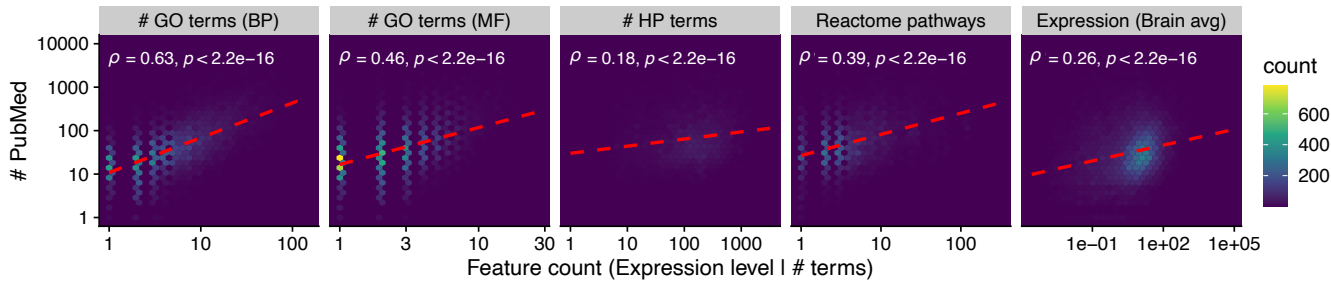 # GO terms (BP)
# GO terms (MF)
# HP terms
Reactome pathways
Expression (Brain avg)
ρ = 0.63, p < 2.2e−16
ρ = 0.46, p < 2.2e−16
ρ = 0.18, p < 2.2e−16
ρ = 0.39, p < 2.2e−16
ρ = 0.26, p < 2.2e−16
# PubMed
10000
1000
100
10
1
1
10
100
1
3
10
30
1
10
100
1000
1
10
100
1e−01
1e+02
1e+05
Feature count (Expression level | # terms)
count
600
400
200